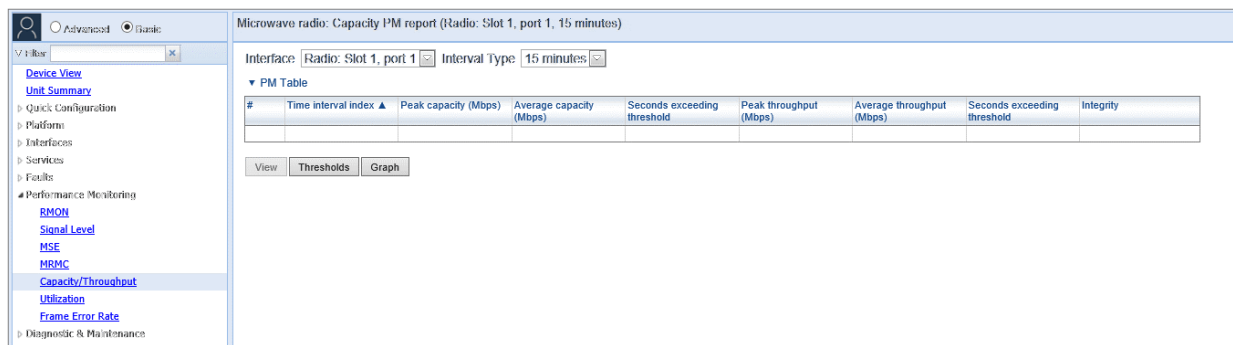 Advanced Basic
Filter
Device View
Unit Summary
Quick Configuration
Platform
Interfaces
Services
Faults
Performance Monitoring
RMON
Signal Level
MSE
MRMC
Capacity/Throughput
Utilization
Frame Error Rate
Diagnostic & Maintenance
Microwave radio: Capacity PM report (Radio: Slot 1, port 1, 15 minutes)
Interface Radio: Slot 1, port 1 Interval Type 15 minutes
▼ PM Table
# Time interval index ▲ Peak capacity (Mbps) Average capacity (Mbps) Seconds exceeding threshold Peak throughput (Mbps) Average throughput (Mbps) Seconds exceeding threshold Integrity
View Thresholds Graph